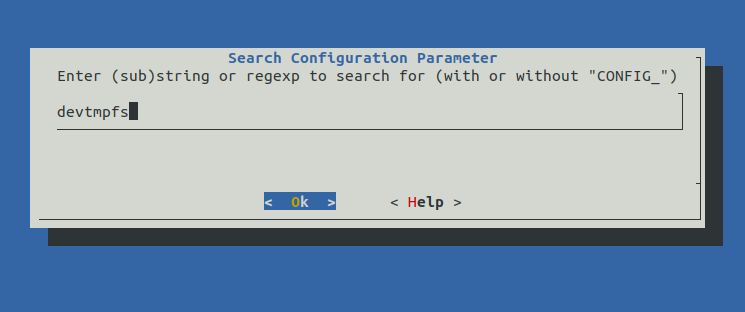 Search Configuration Parameter
Enter (sub)string or regexp to search for (with or without "CONFIG_")
devtmpfs
<  Ok  > < Help >